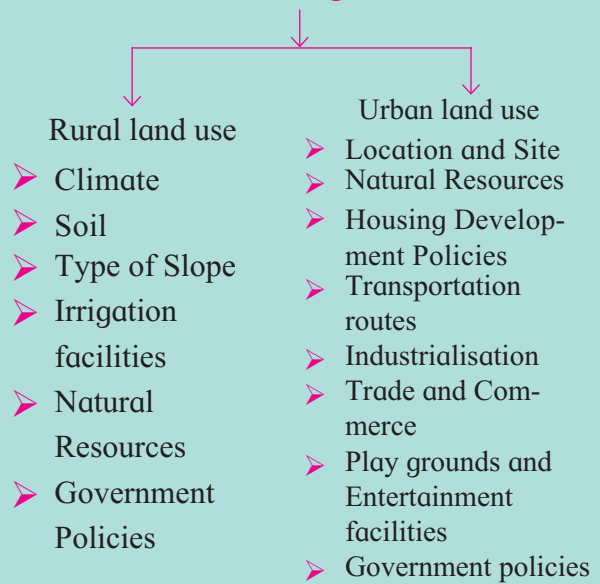 Rural land use
➤ Climate
➤ Soil
➤ Type of Slope
➤ Irrigation
facilities
➤ Natural
Resources
➤ Government
Policies
Urban land use
➤ Location and Site
➤ Natural Resources
➤ Housing Develop-
ment Policies
➤ Transportation
routes
➤ Industrialisation
➤ Trade and Com-
merce
➤ Play grounds and
Entertainment
facilities
➤ Government policies